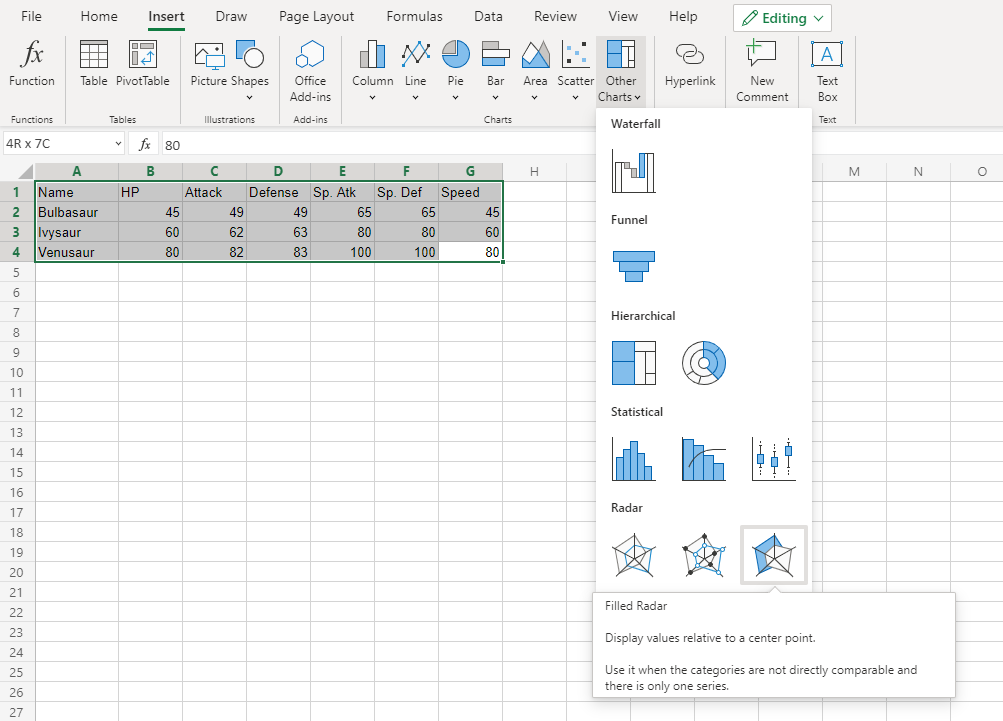 File Home Insert Draw Page Layout Formulas Data Review View Help Editing
fx
Function Table PivotTable Picture Shapes Office Add-ins Column Line Pie Bar Area Scatter Other Charts Hyperlink New Comment A Text Box
Functions Tables Illustrations Add-ins Charts Text
4R x 7C fx 80
A B C D E F G H M N O
1 Name HP Attack Defense Sp. Atk Sp. Def Speed
2 Bulbasaur 45 49 49 65 65 45
3 Ivysaur 60 62 63 80 80 60
4 Venusaur 80 82 83 100 100 80
5
6
7
8
9
10
11
12
13
14
15
16
17
18
19
20
21
22
23
24
25
26
27
Waterfall
Funnel
Hierarchical
Statistical
Radar
Filled Radar
Display values relative to a center point.
Use it when the categories are not directly comparable and
there is only one series.